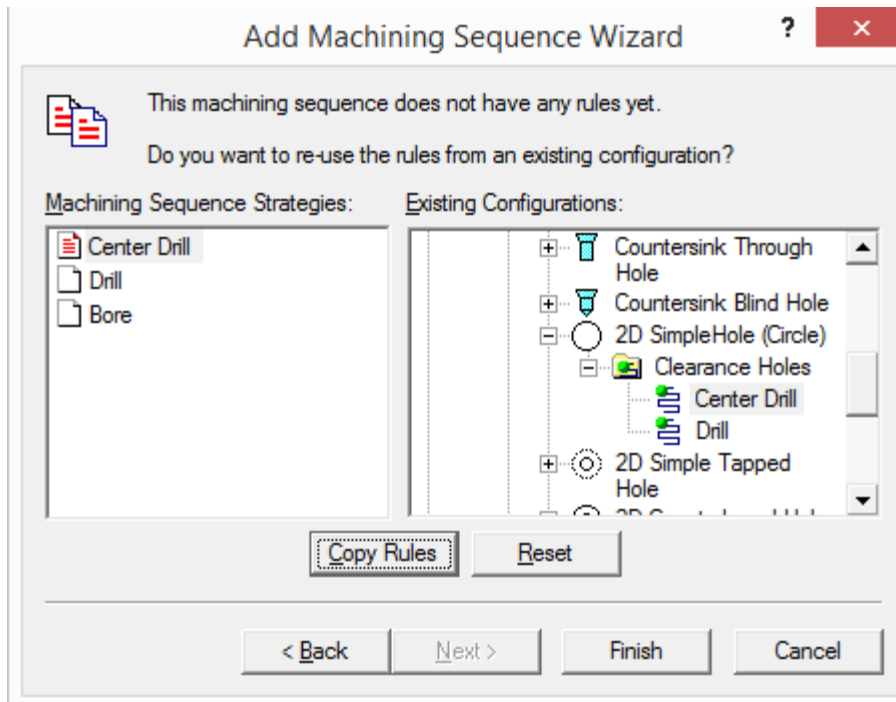 Add Machining Sequence Wizard
?
This machining sequence does not have any rules yet.
Do you want to re-use the rules from an existing configuration?
Machining Sequence Strategies:
Existing Configurations:
Center Drill
Drill
Bore
Countersink Through
Hole
Countersink Blind Hole
2D SimpleHole (Circle)
Clearance Holes
Center Drill
Drill
2D Simple Tapped
Hole
Copy Rules
Reset
< Back
Next >
Finish
Cancel